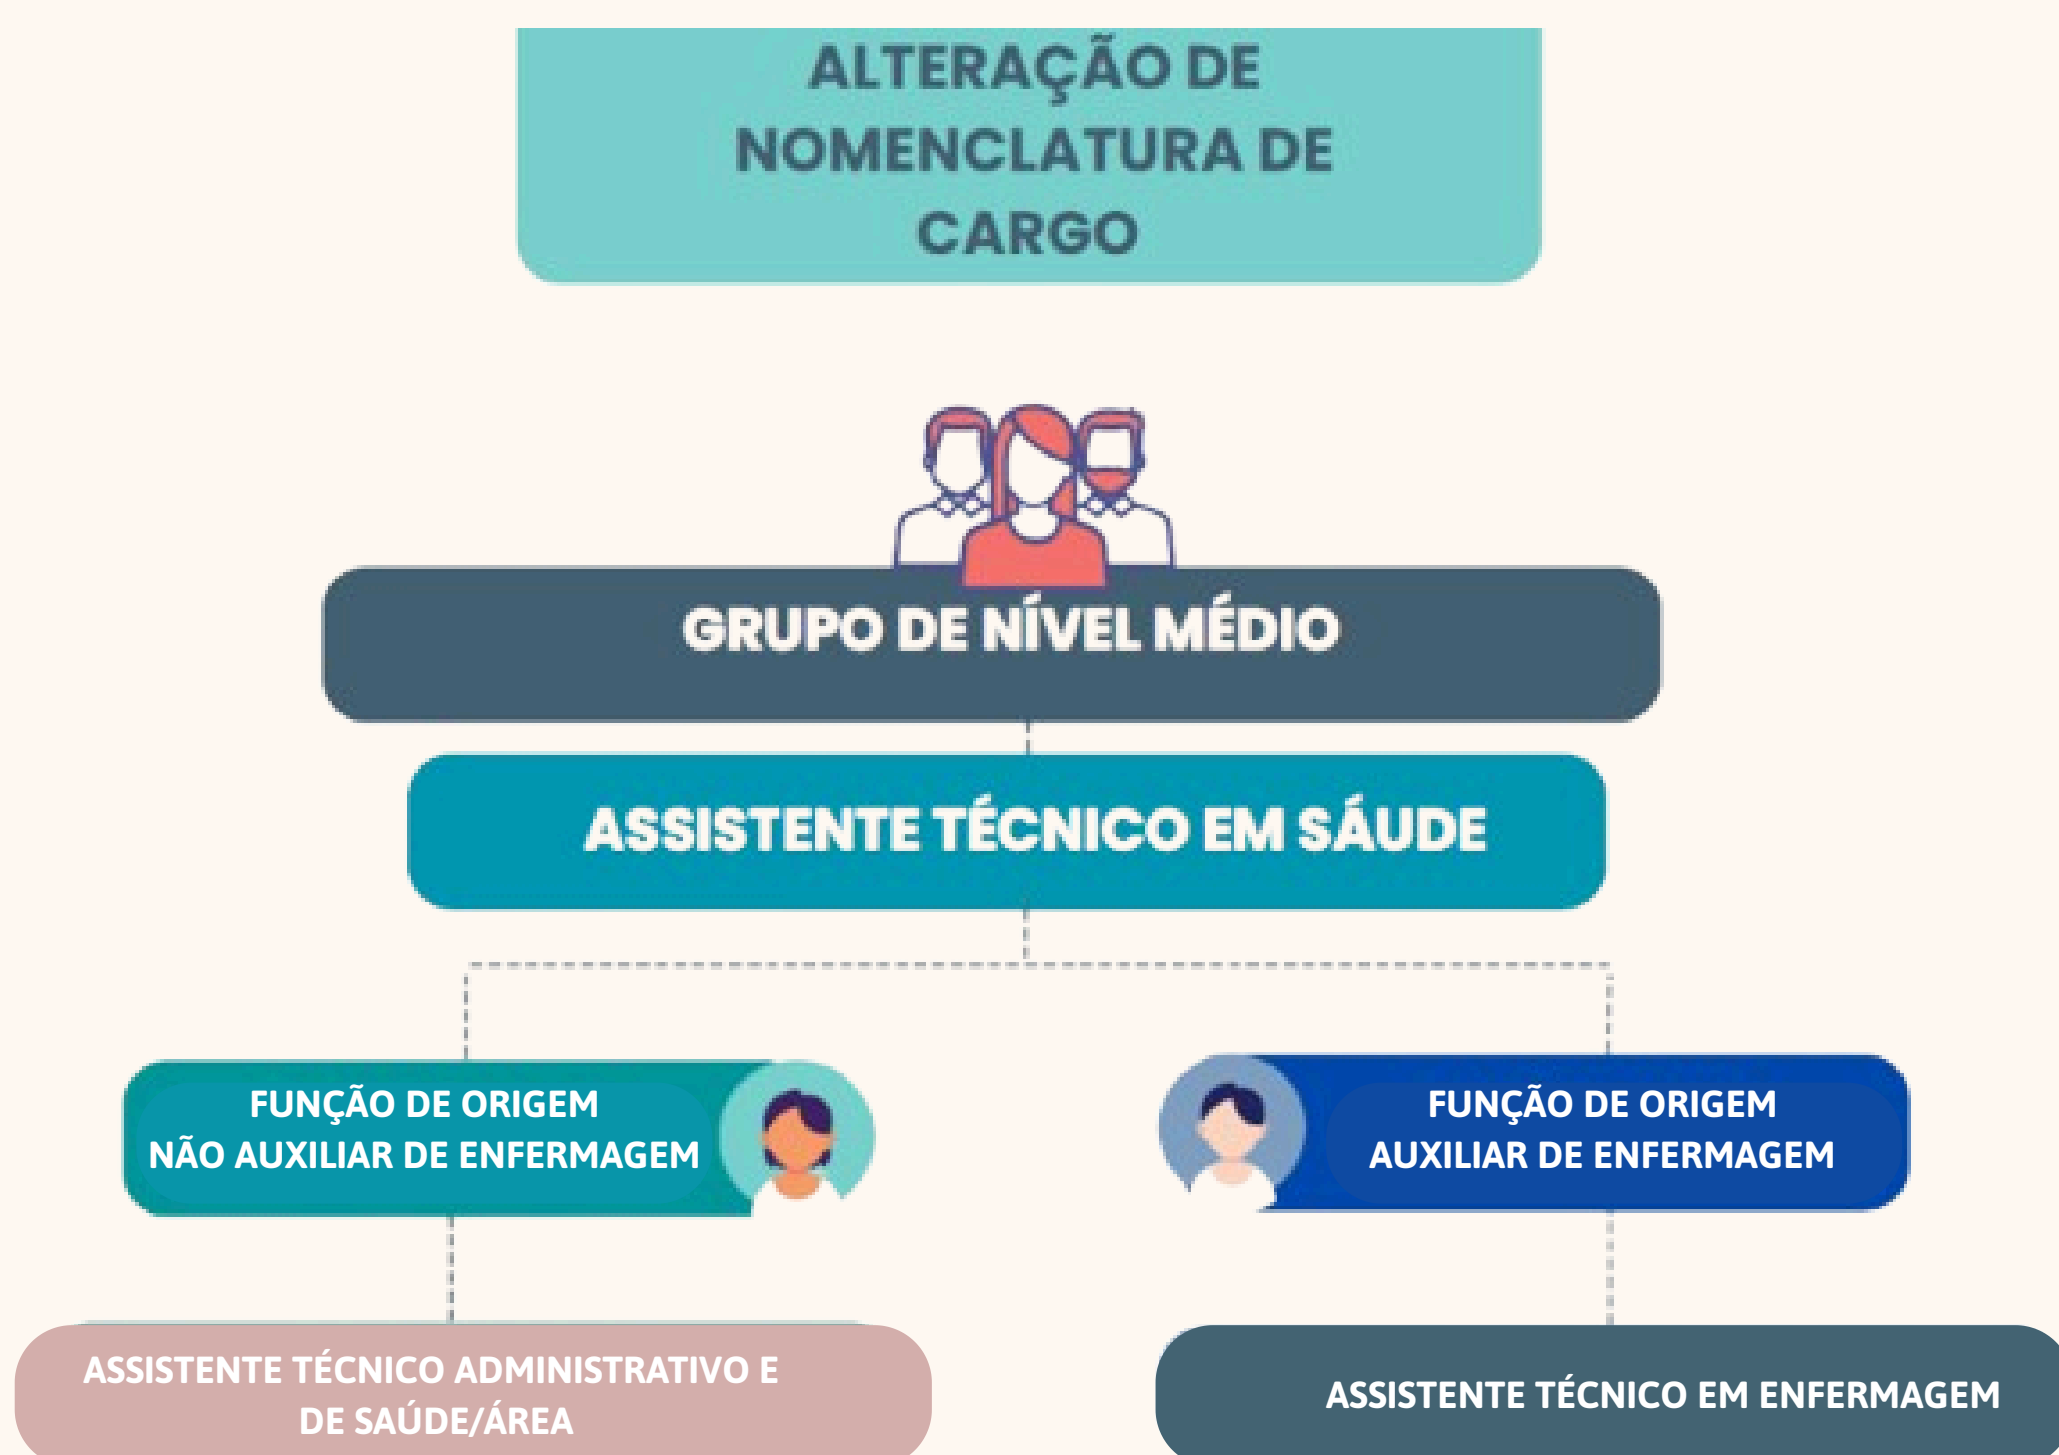 ALTERAÇÃO DE
NOMENCLATURA DE
CARGO
GRUPO DE NÍVEL MÉDIO
ASSISTENTE TÉCNICO EM SÁUDE
FUNÇÃO DE ORIGEM
NÃO AUXILIAR DE ENFERMAGEM
FUNÇÃO DE ORIGEM
AUXILIAR DE ENFERMAGEM
ASSISTENTE TÉCNICO ADMINISTRATIVO E
DE SAÚDE/ÁREA
ASSISTENTE TÉCNICO EM ENFERMAGEM